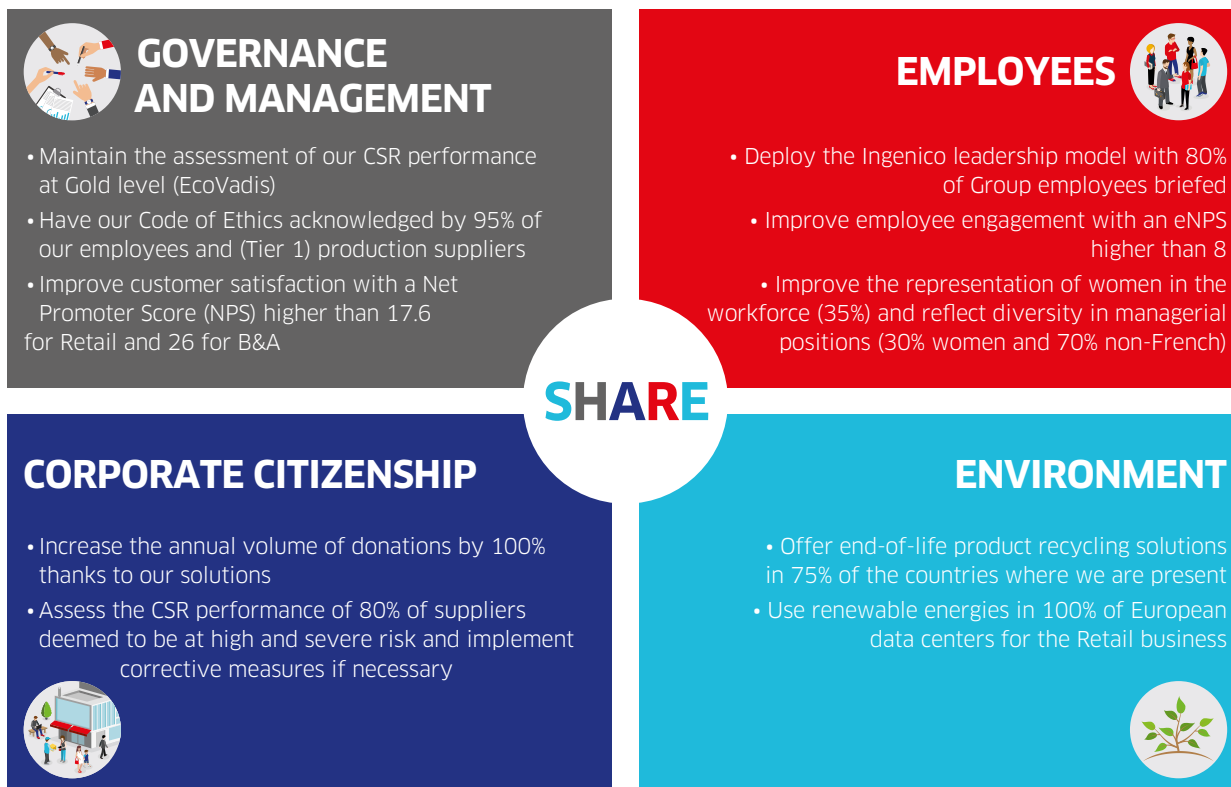 GOVERNANCE
AND MANAGEMENT
• Maintain the assessment of our CSR performance
at Gold level (EcoVadis)
• Have our Code of Ethics acknowledged by 95% of
our employees and (Tier 1) production suppliers
• Improve customer satisfaction with a Net
Promoter Score (NPS) higher than 17.6
for Retail and 26 for B&A
EMPLOYEES
• Deploy the Ingenico leadership model with 80%
of Group employees briefed
• Improve employee engagement with an eNPS
higher than 8
• Improve the representation of women in the
workforce (35%) and reflect diversity in managerial
positions (30% women and 70% non-French)
SHARE
CORPORATE CITIZENSHIP
• Increase the annual volume of donations by 100%
thanks to our solutions
• Assess the CSR performance of 80% of suppliers
deemed to be at high and severe risk and implement
corrective measures if necessary
ENVIRONMENT
• Offer end-of-life product recycling solutions
in 75% of the countries where we are present
• Use renewable energies in 100% of European
data centers for the Retail business